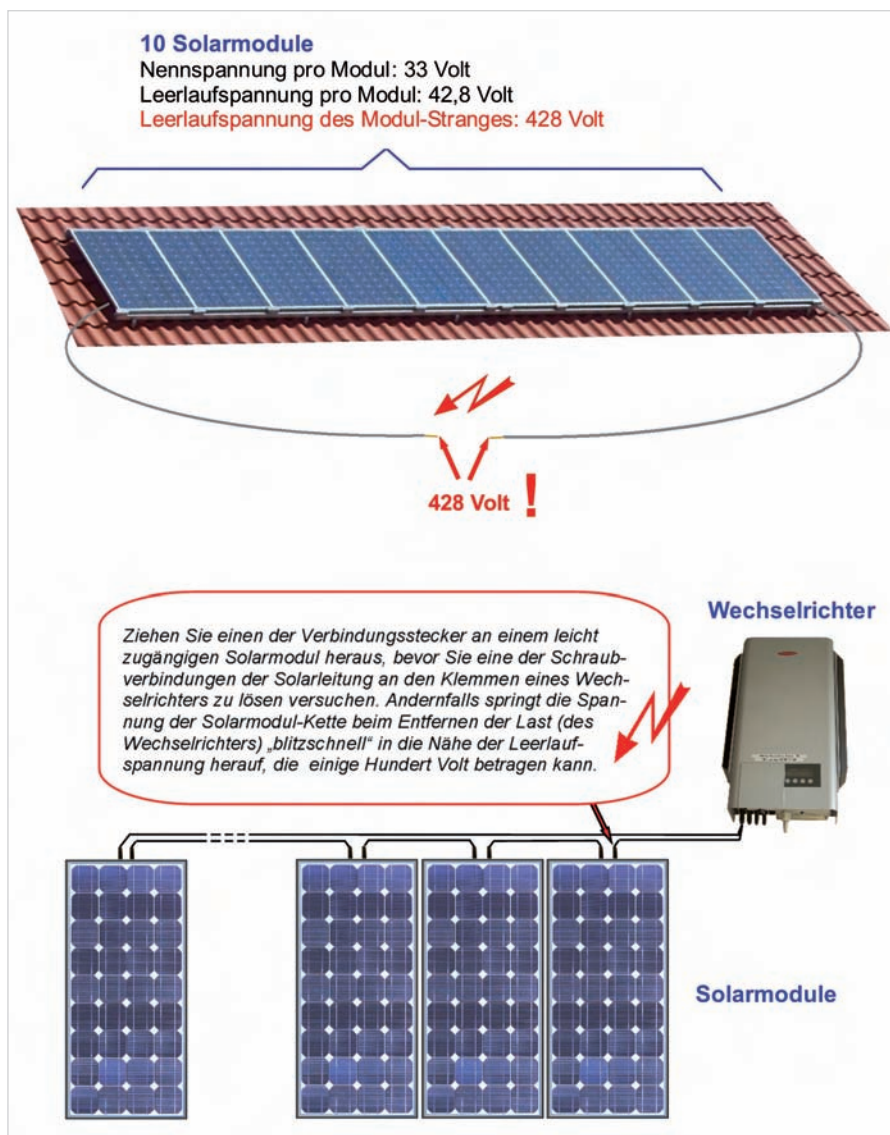 10 Solarmodule
Nennspannung pro Modul: 33 Volt
Leerlaufspannung pro Modul: 42,8 Volt
Leerlaufspannung des Modul-Stranges: 428 Volt
428 Volt !
Wechselrichter
Ziehen Sie einen der Verbindungsstecker an einem leicht
zugängigen Solarmodul heraus, bevor Sie eine der Schraub-
verbindungen der Solarleitung an den Klemmen eines Wech-
selrichters zu lösen versuchen. Andernfalls springt die Span-
nung der Solarmodul-Kette beim Entfernen der Last (des
Wechselrichters) „blitzschnell“ in die Nähe der Leerlauf-
spannung herauf, die einige Hundert Volt betragen kann.
Solarmodule